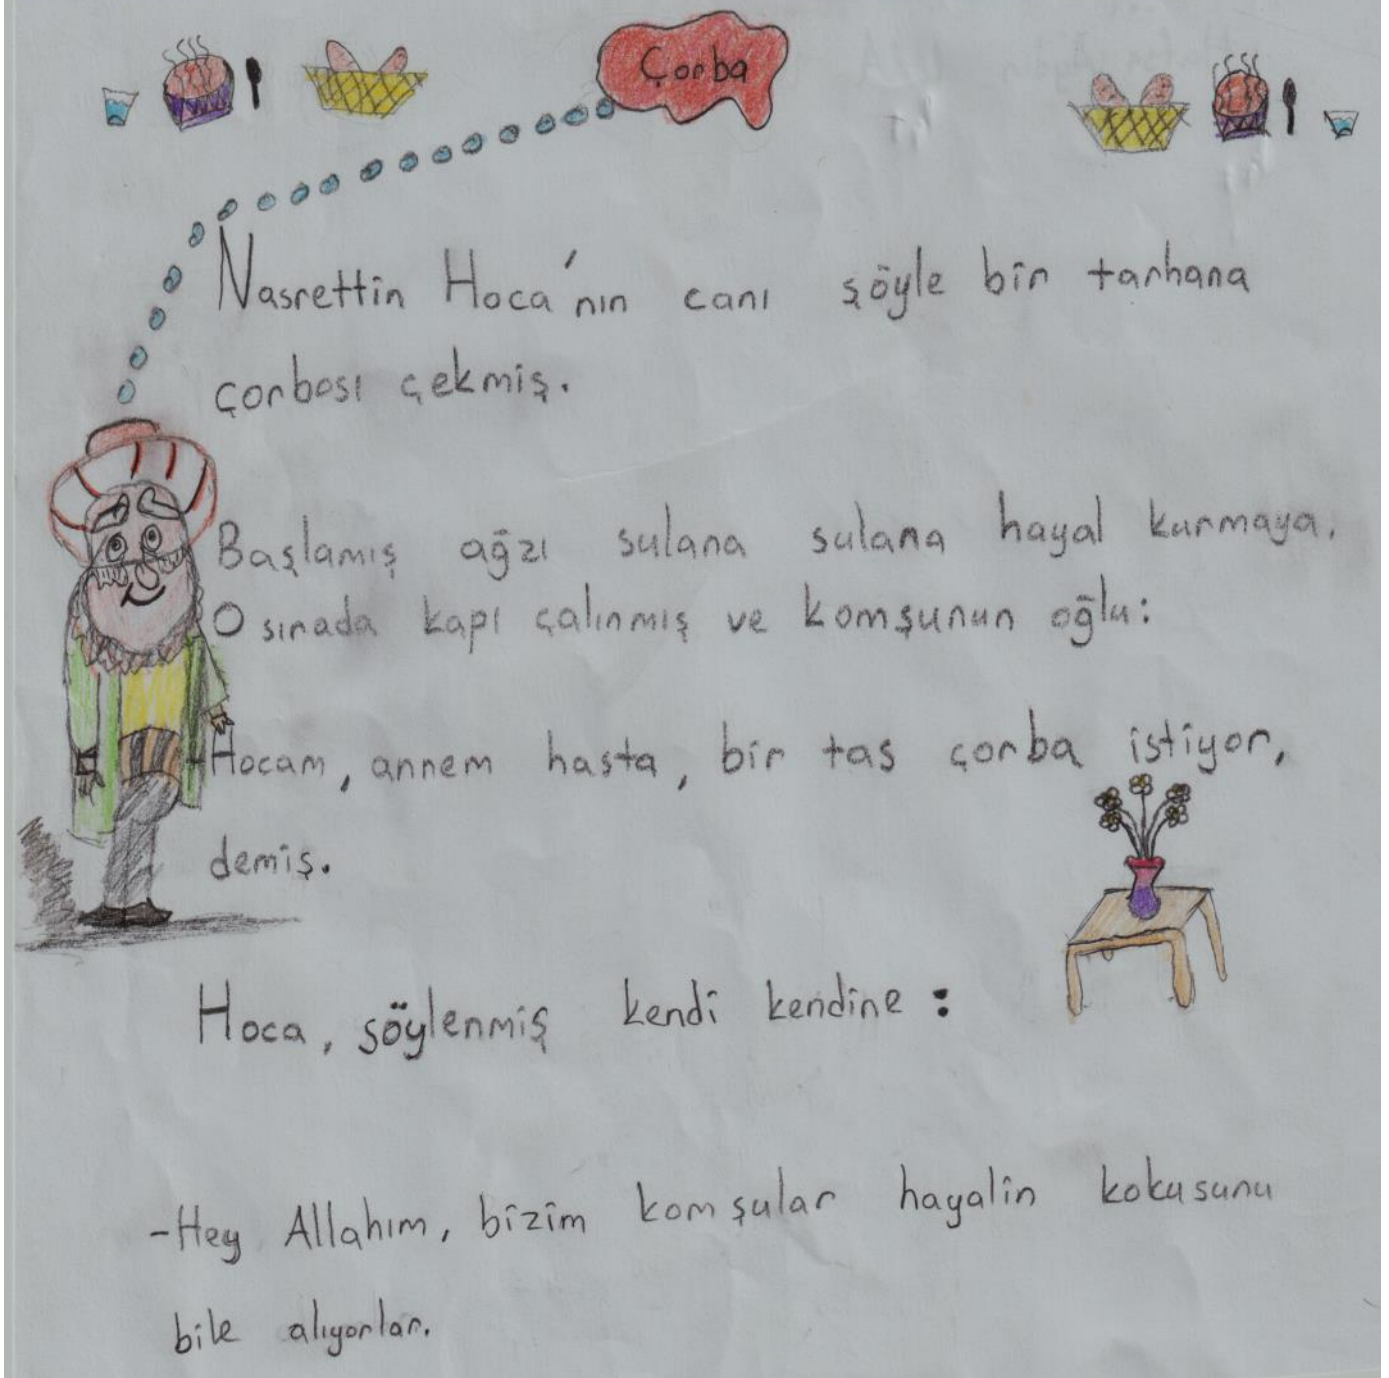 Çorba
Nasrettin Hoca'nın canı şöyle bir tarhana
çorbası çekmiş.
Başlamış ağzı sulana sulana hayal kurmaya.
O sırada kapı çalınmış ve komşunun oğlu:
-Hocam, annem hasta, bir tas çorba istiyor,
demiş.
Hoca, söylenmiş kendi kendine:
-Hey Allahım, bizim komşular hayalin kokusunu
bile alıyorlar.